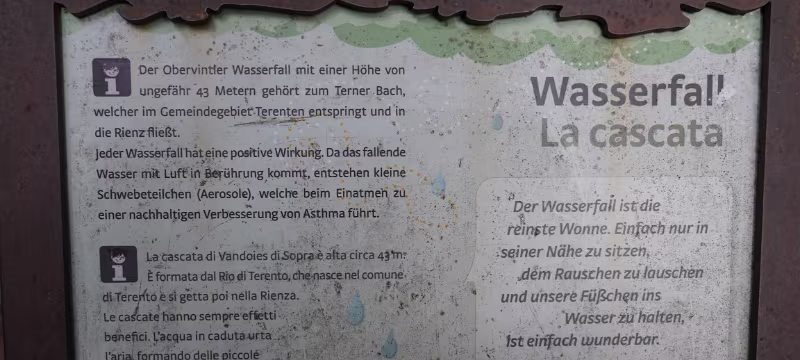 Der Obervintler Wasserfall mit einer Höhe von
ungefähr 43 Metern gehört zum Terner Bach,
welcher im Gemeindegebiet Terenten entspringt und in
die Rienz fließt.
Jeder Wasserfall hat eine positive Wirkung. Da das fallende
Wasser mit Luft in Berührung kommt, entstehen kleine
Schwebeteilchen (Aerosole), welche beim Einatmen zu
einer nachhaltigen Verbesserung von Asthma führt.
La cascata di Vandoies di Sopra è alta circa 43 m.
È formata dal Rio di Terento, che nasce nel comune
di Terento e si getta poi nella Rienza.
Le cascate hanno sempre effetti
benefici. L'acqua in caduta urta
l'aria, formando delle piccole
Wasserfall
La cascata
Der Wasserfall ist die
reinste Wonne. Einfach nur in
seiner Nähe zu sitzen,
dem Rauschen zu lauschen
und unsere Füßchen ins
Wasser zu halten,
Ist einfach wunderbar.